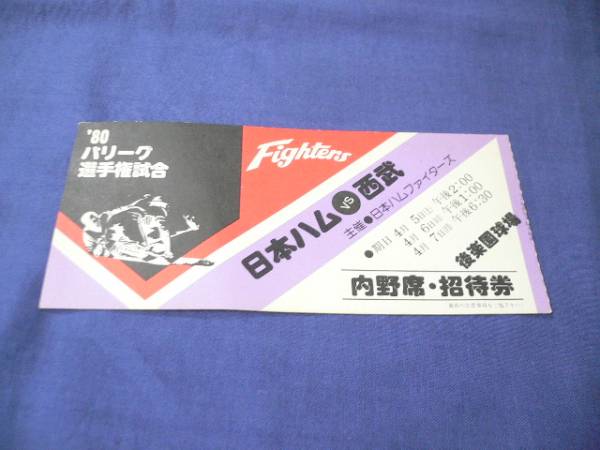 '80
パリーグ
選手権試合
Fighters
日本ハム VS 西武
主催●日本ハムファイターズ
●期日 4月5日(土)午後2:00
4月6日(日)午後1:00
4月7日(月)午後6:30
後楽園球場
内野席・招待券